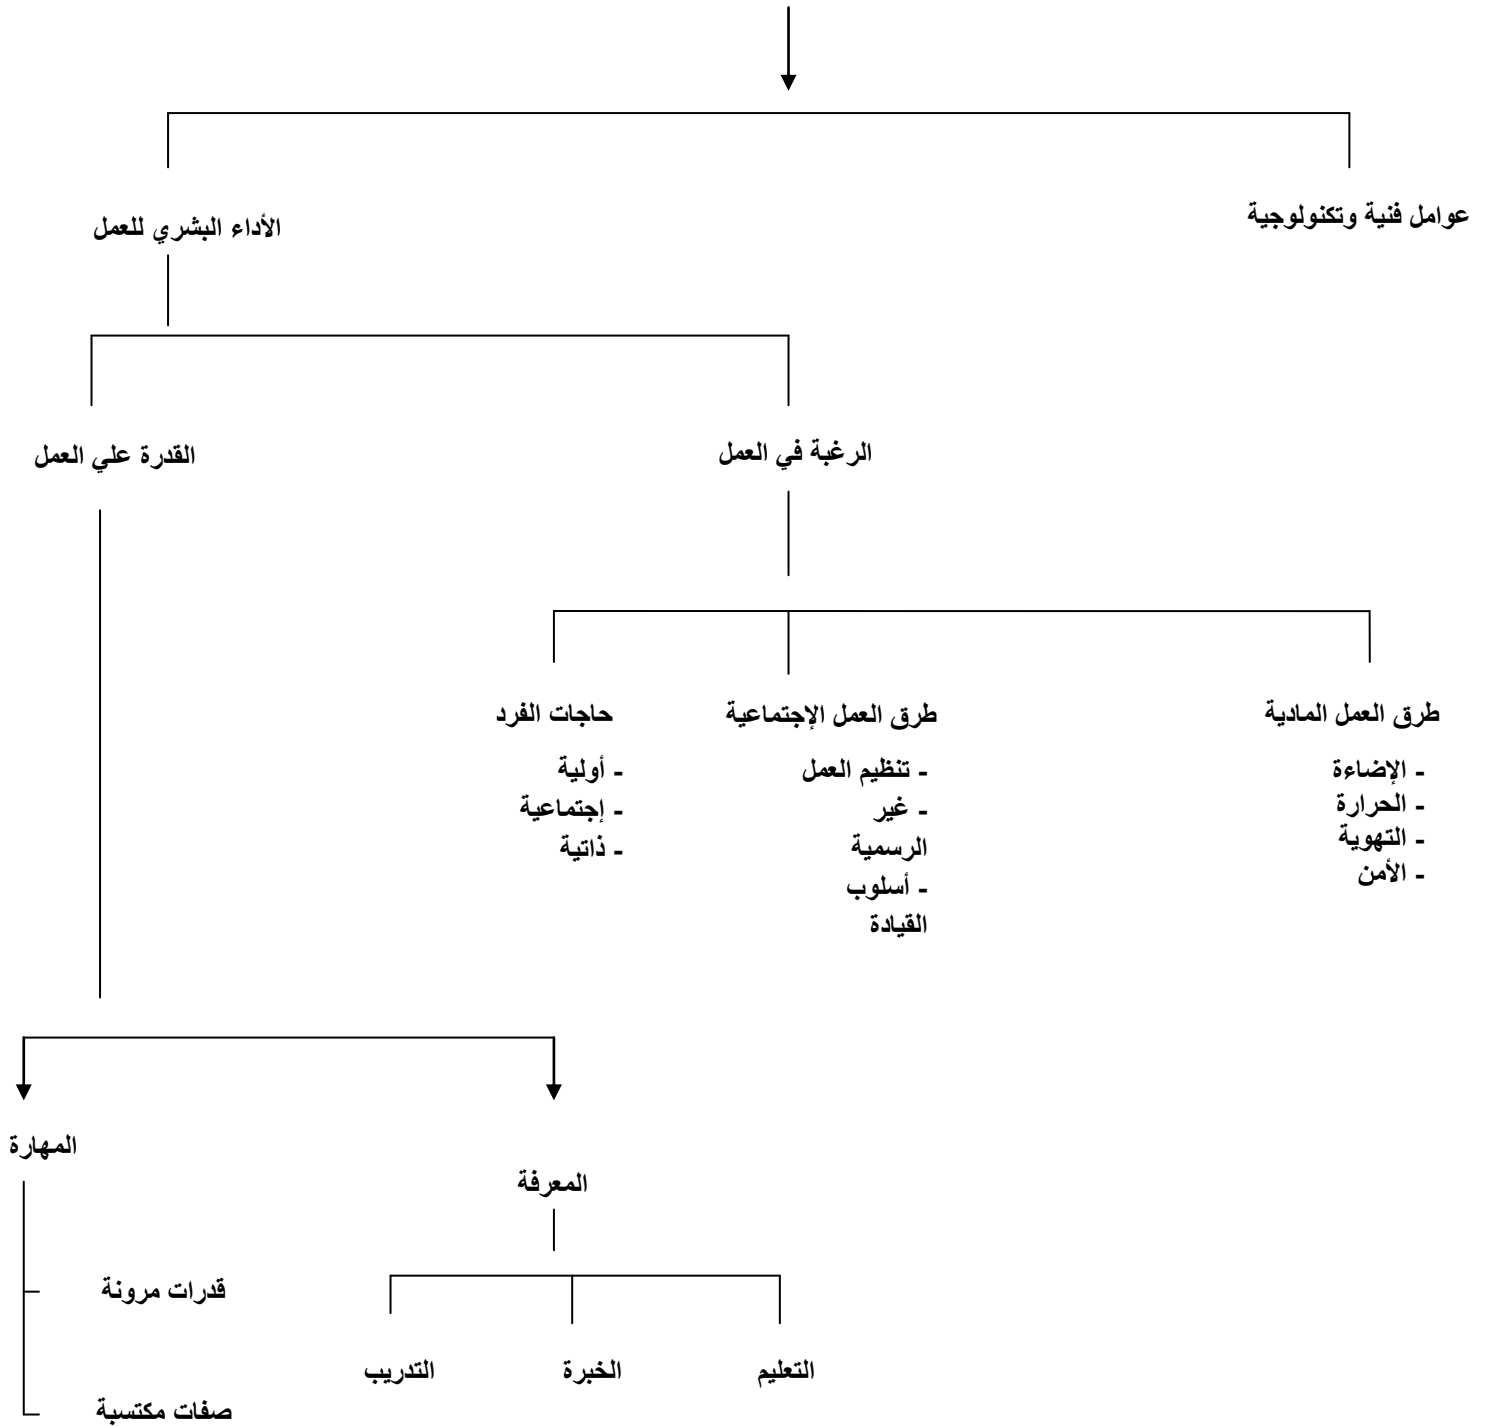 عوامل فنية وتكنولوجية
الأداء البشري للعمل
الرغبة في العمل
القدرة علي العمل
طرق العمل المادية
- الإضاءة
- الحرارة
- التهوية
- الأمن
طرق العمل الإجتماعية
- تنظيم العمل
- غير
الرسمية
- أسلوب
القيادة
حاجات الفرد
- أولية
- إجتماعية
- ذاتية
المعرفة
المهارة
التعليم
الخبرة
التدريب
قدرات مرونة
صفات مكتسبة